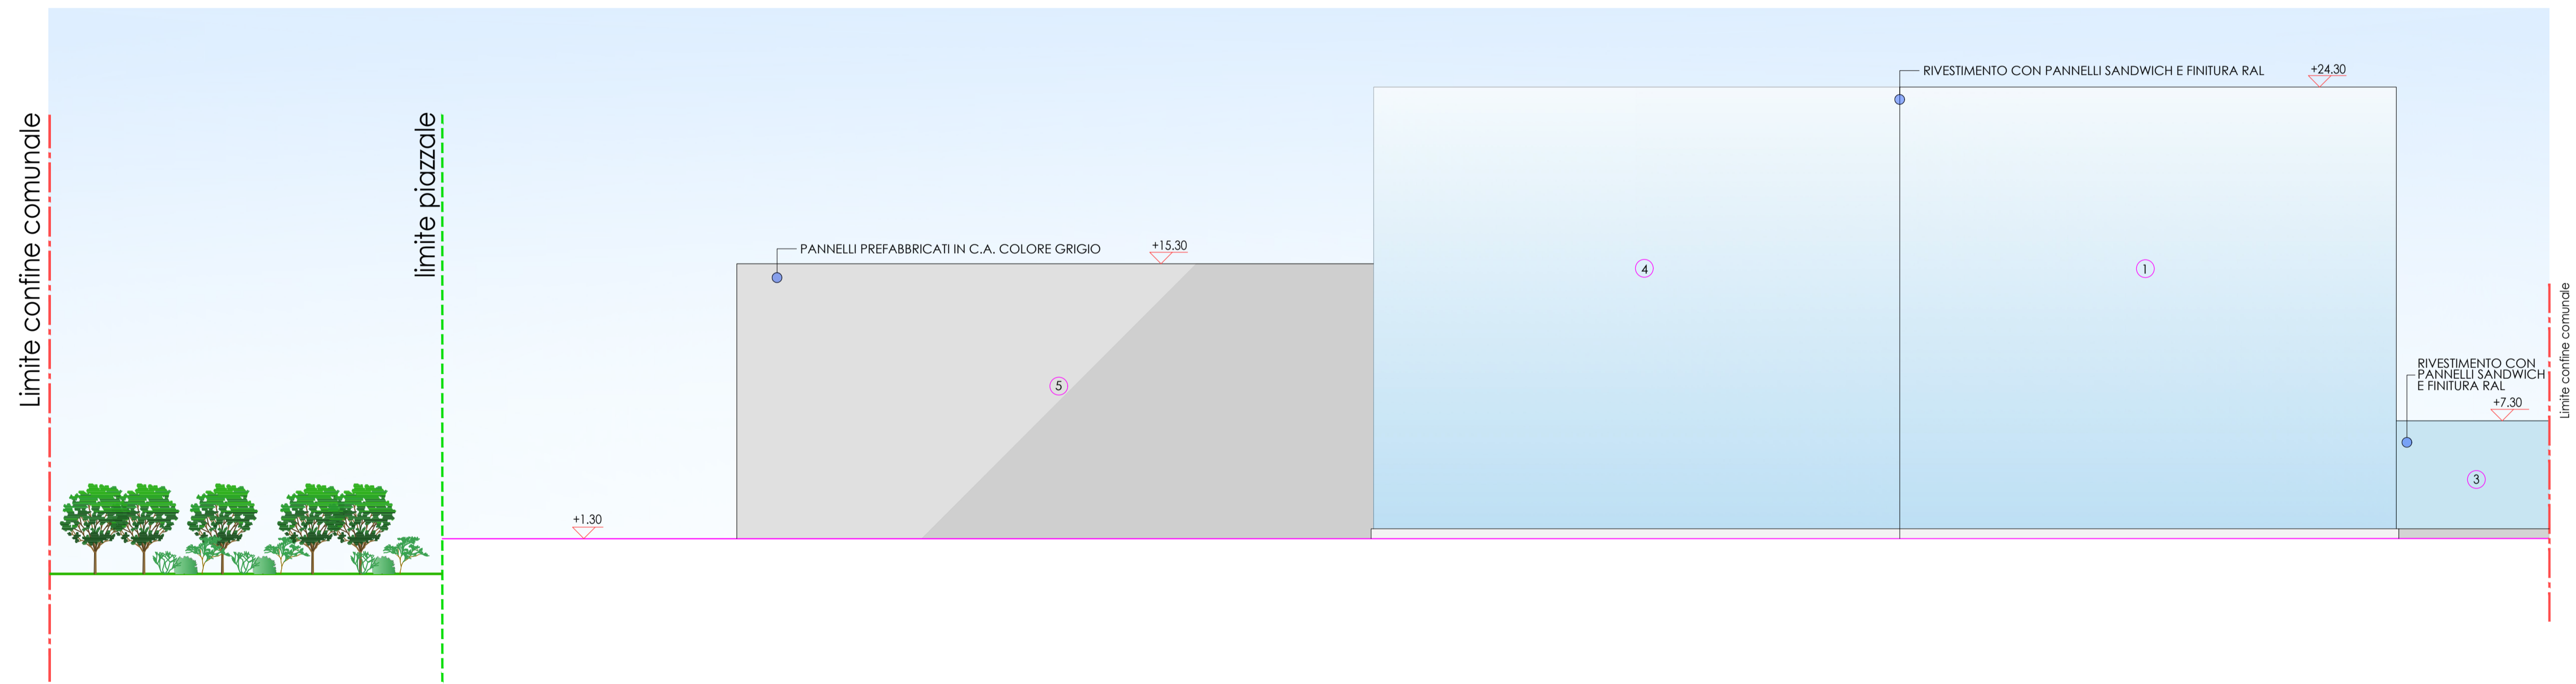 Limite confine comunale
limite piazzale
+1.30
PANNELLI PREFABBRICATI IN C.A. COLORE GRIGIO
+15.30
5
RIVESTIMENTO CON PANNELLI SANDWICH E FINITURA RAL
+24.30
4
1
RIVESTIMENTO CON
PANNELLI SANDWICH
E FINITURA RAL
+7.30
3
Limite confine comunale